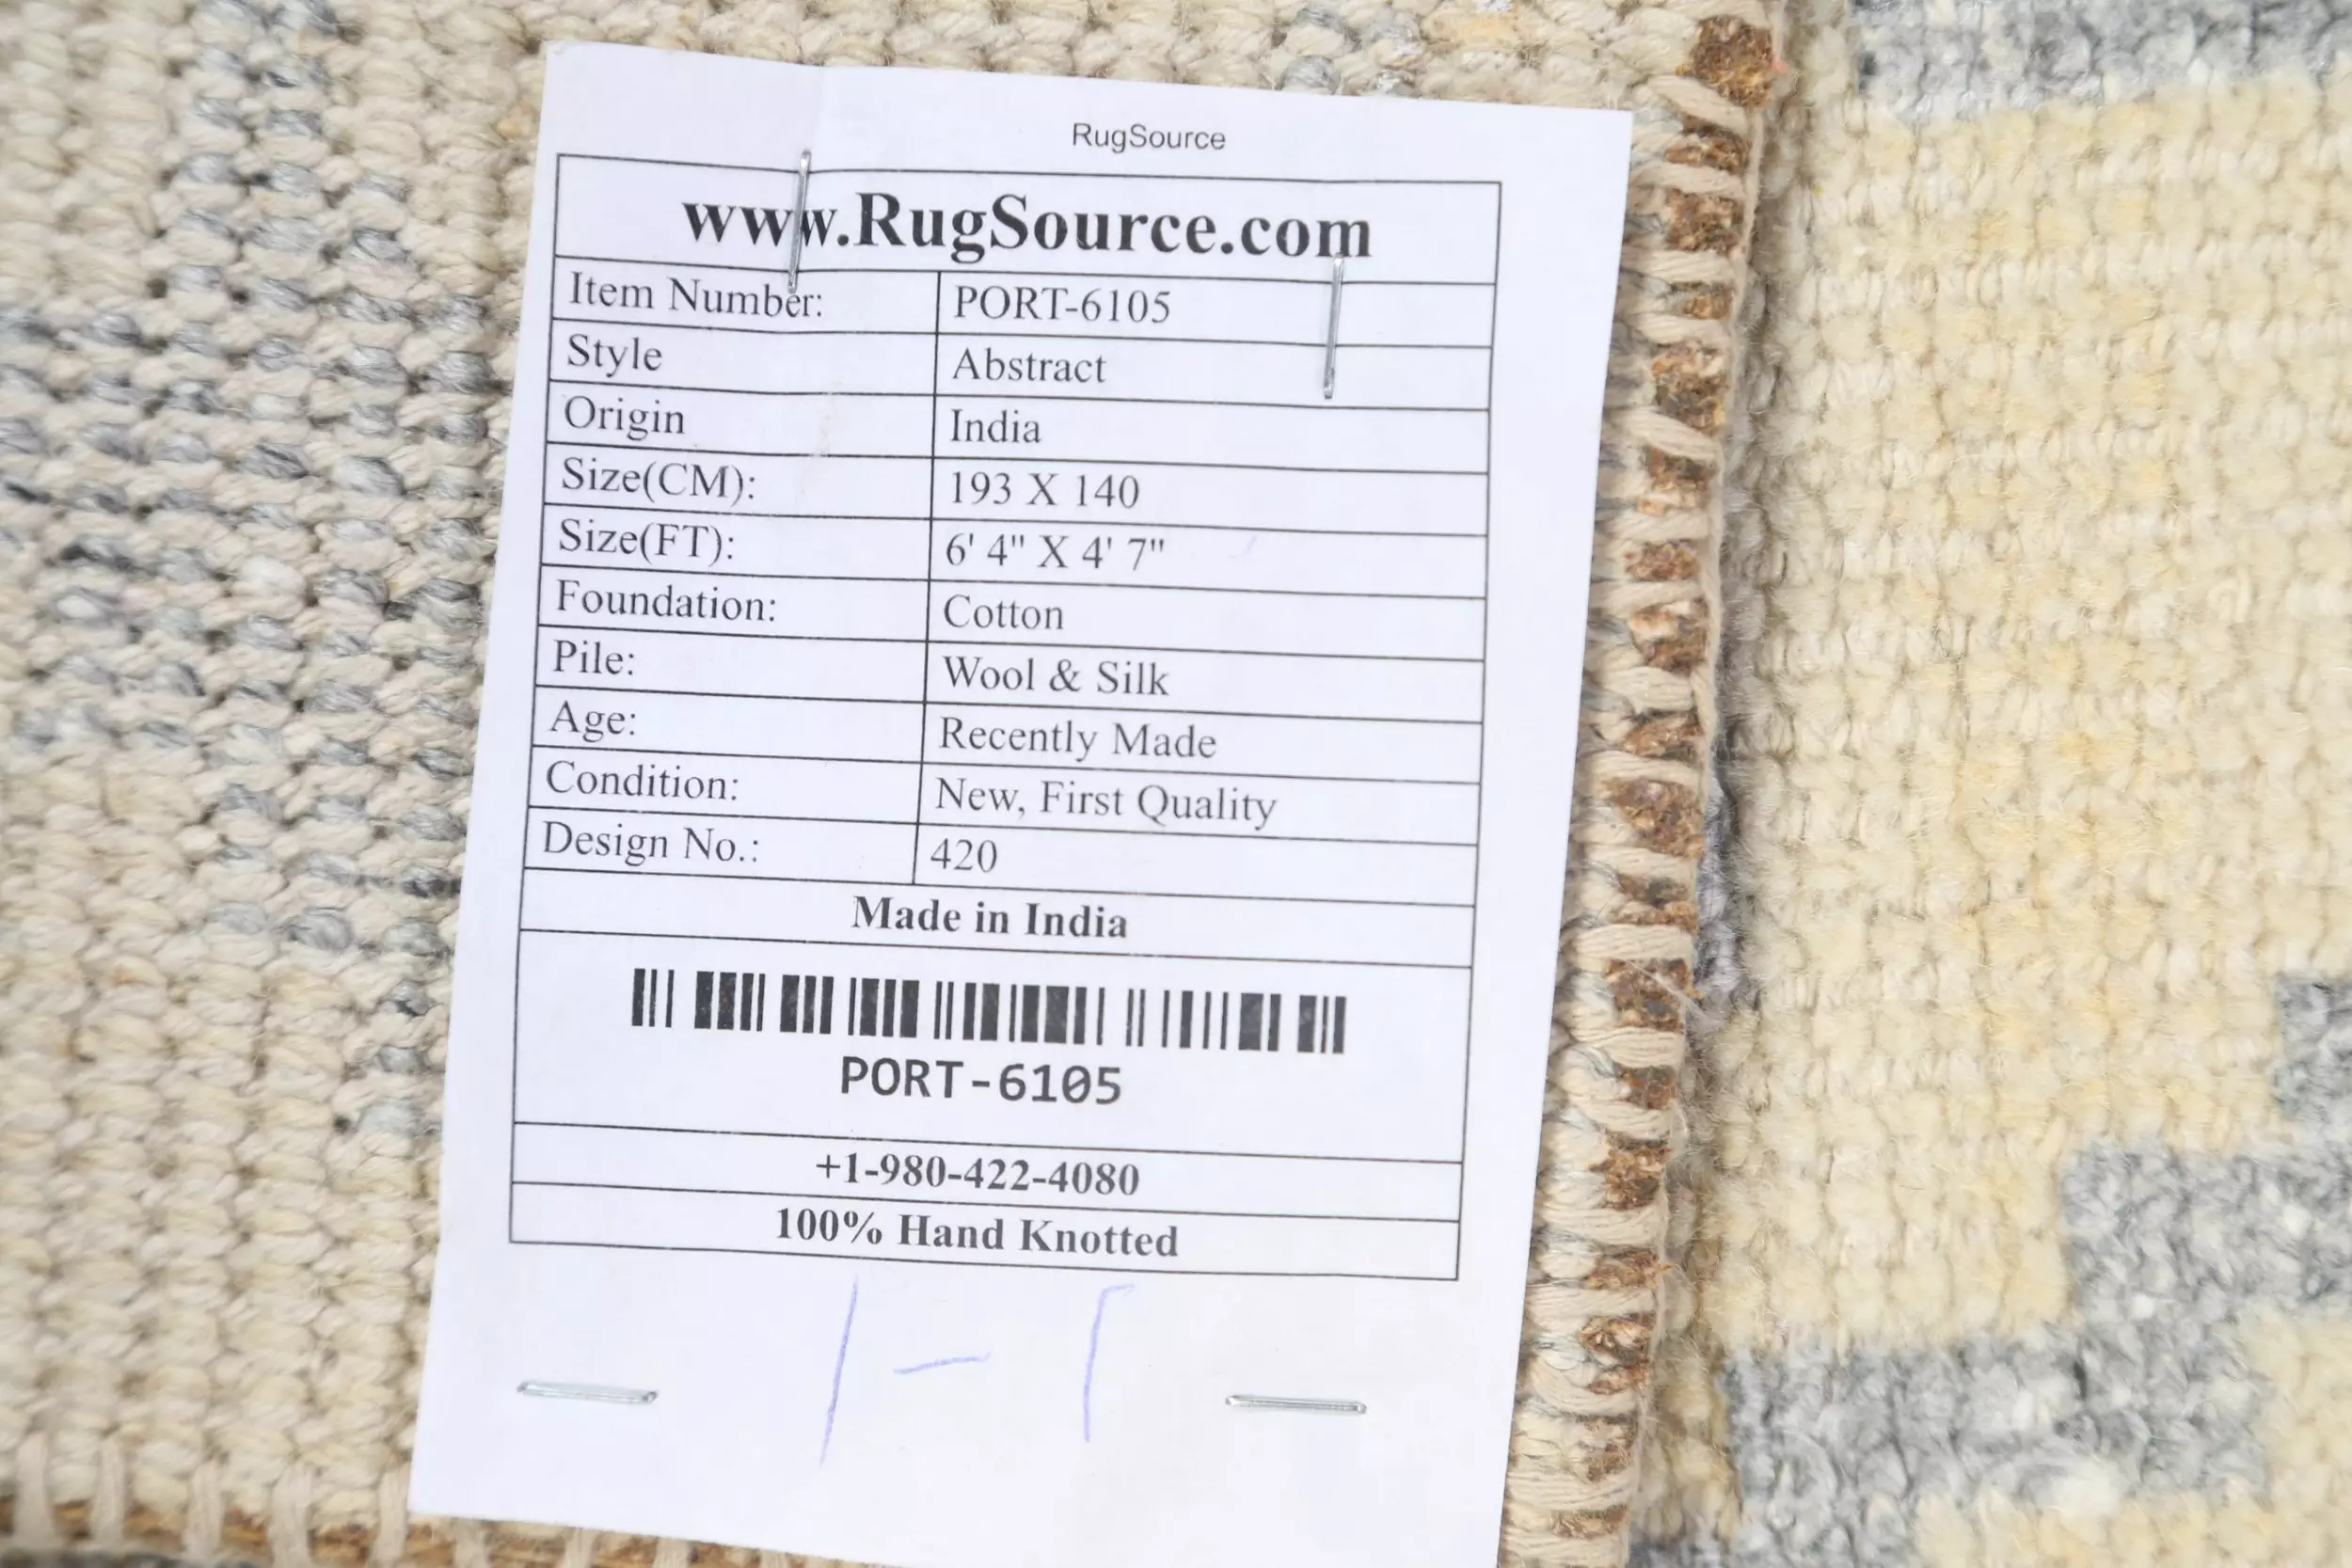 RugSource
www.RugSource.com
Item Number: PORT-6105
Style Abstract
Origin India
Size(CM): 193 X 140
Size(FT): 6' 4" X 4' 7"
Foundation: Cotton
Pile: Wool & Silk
Age: Recently Made
Condition: New, First Quality
Design No.: 420
Made in India
PORT-6105
+1-980-422-4080
100% Hand Knotted